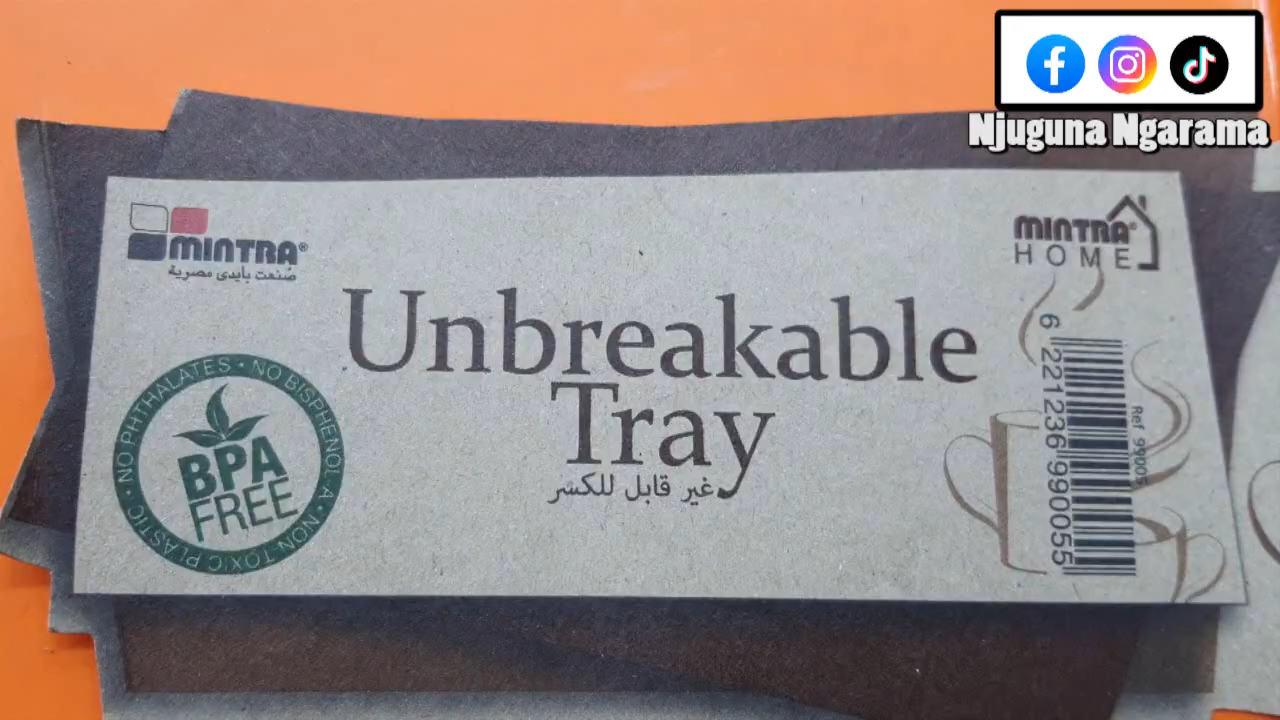 Njuguna Ngarama
MINTRA®
صُنعت بأيدى مصرية
MINTRA®
HOME
Unbreakable
Tray
غير قابل للكسر
NO PHTHALATES • NO BISPHENOL-A • NON-TOXIC PLASTIC •
BPA
FREE
6 221236 990055
Ref 99005